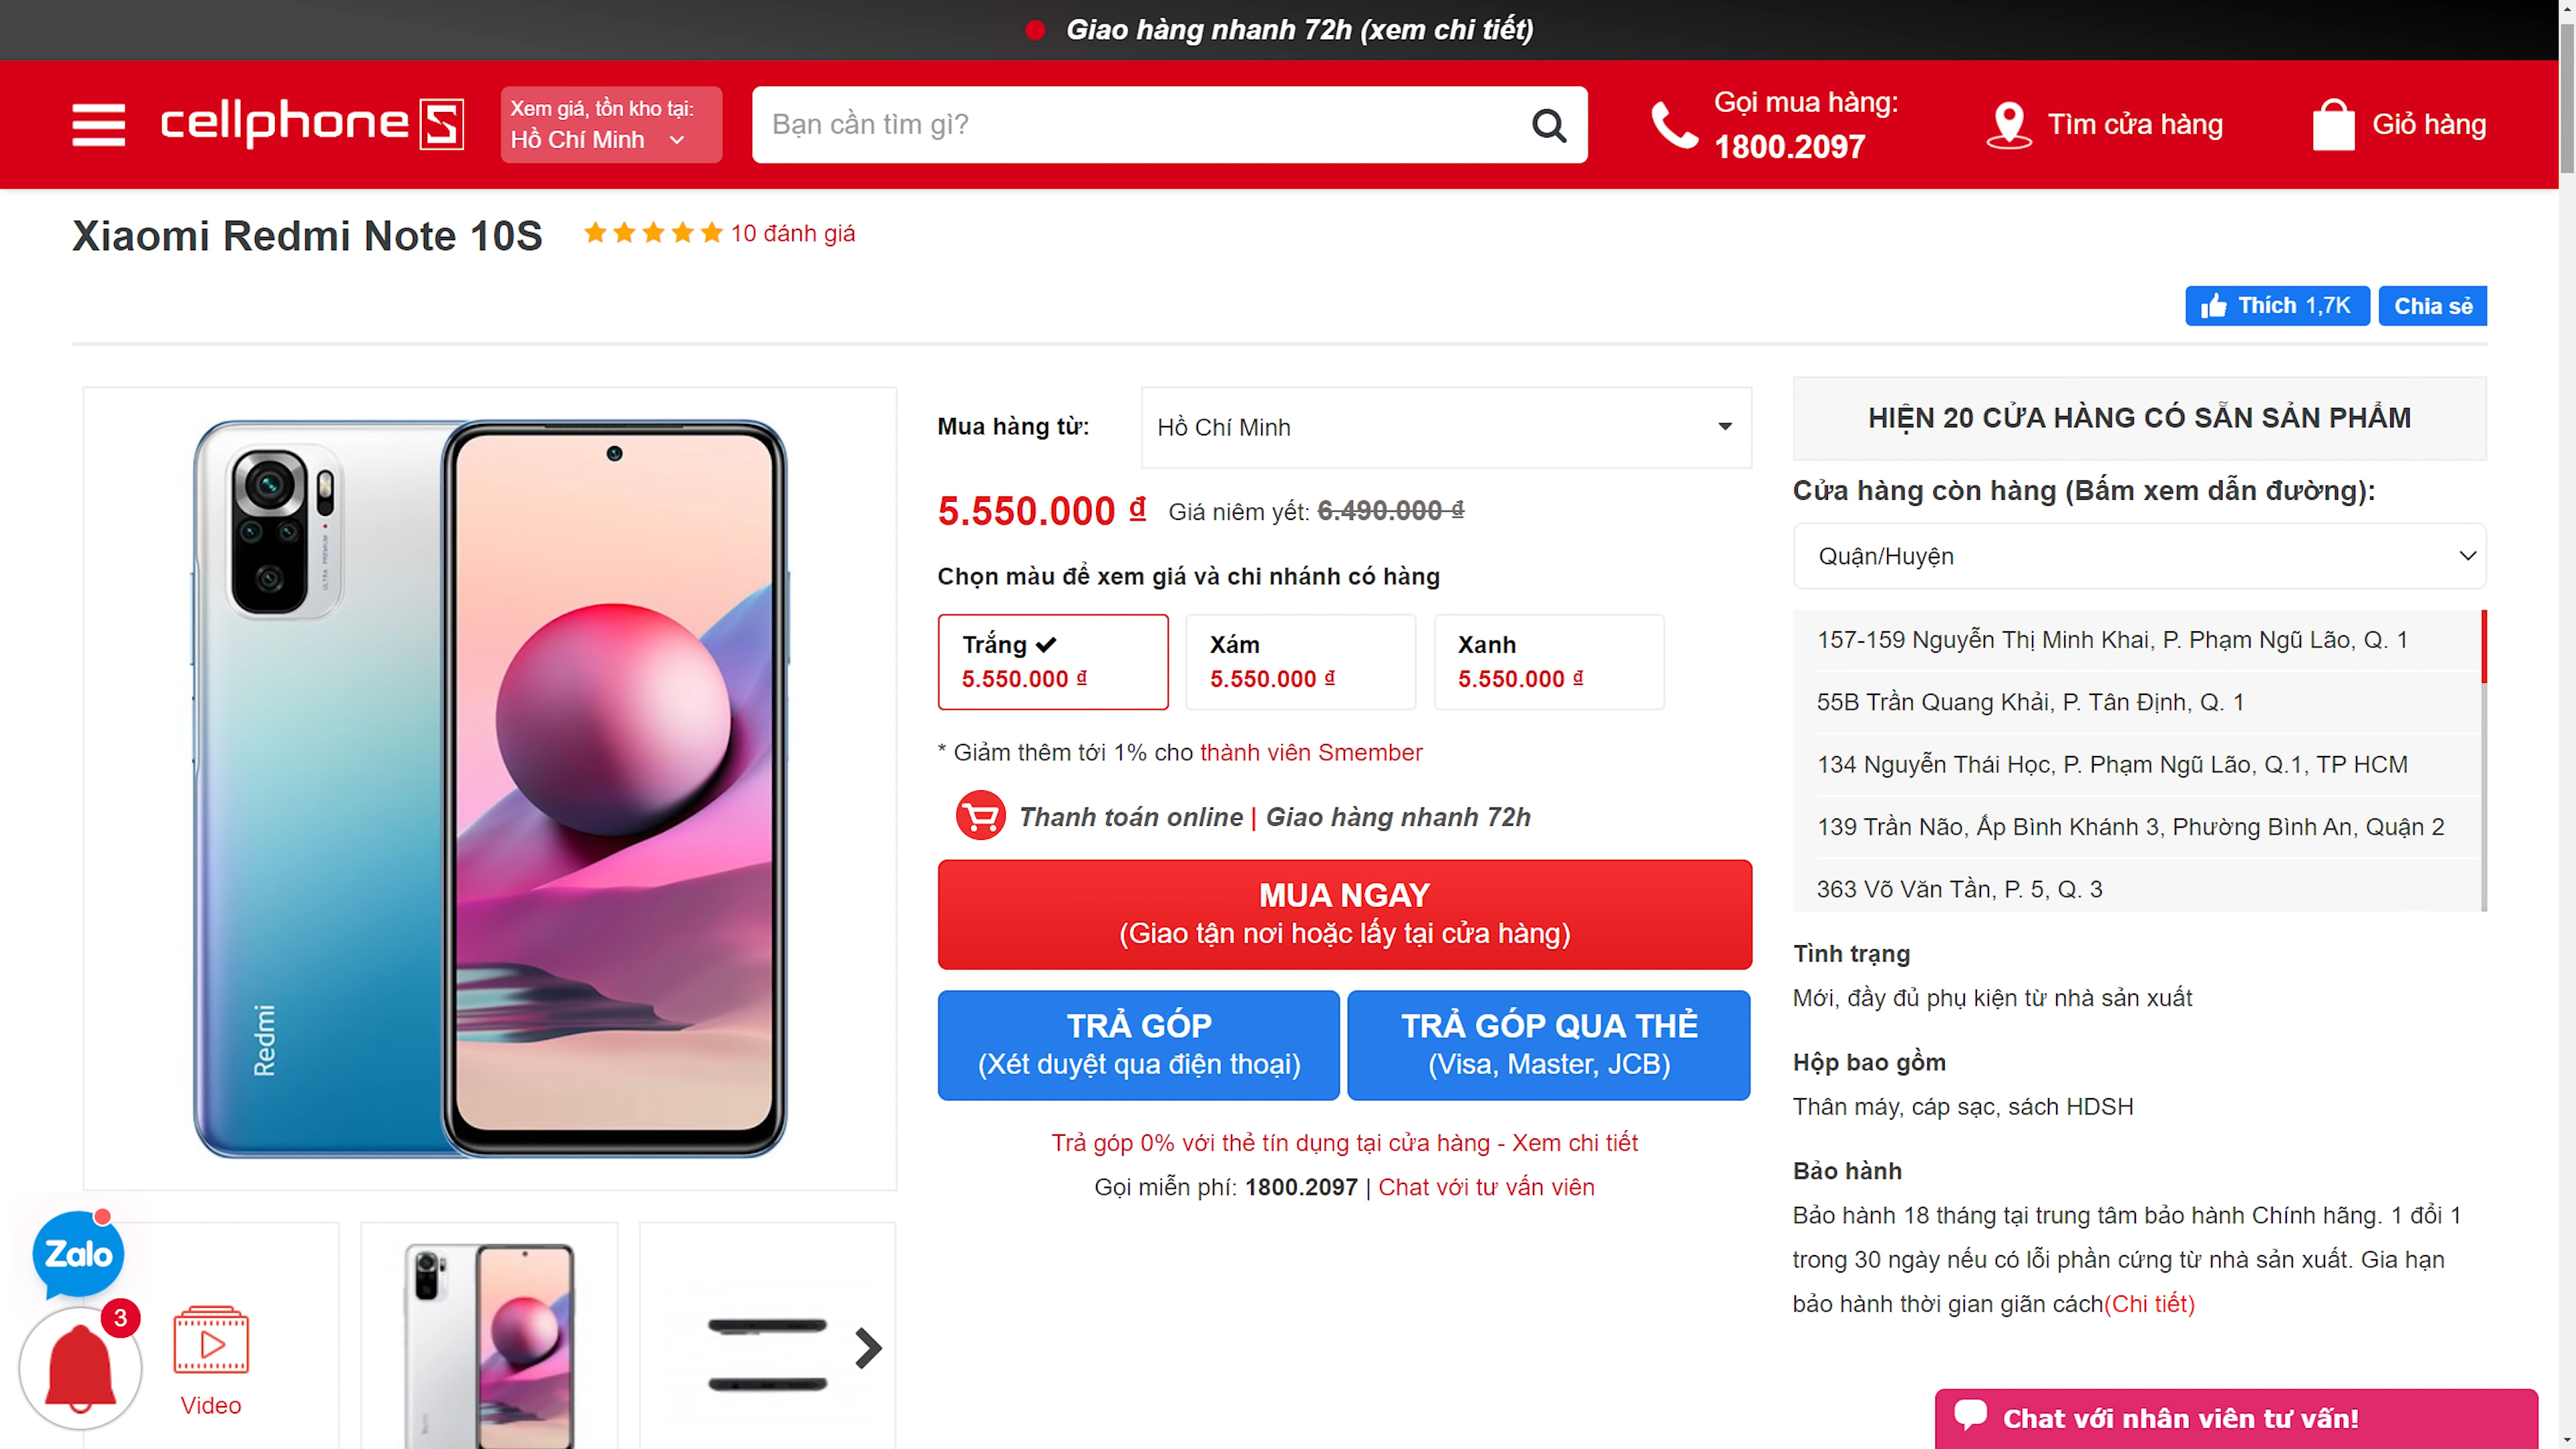 Giao hàng nhanh 72h (xem chi tiết)
cellphoneS
Xem giá, tồn kho tại:
Hồ Chí Minh
Bạn cần tìm gì?
Gọi mua hàng:
1800.2097
Tìm cửa hàng
Giỏ hàng
Xiaomi Redmi Note 10S
10 đánh giá
Thích 1,7K
Chia sẻ
Redmi
ULTRA PREMIUM
Mua hàng từ:
Hồ Chí Minh
5.550.000 ₫ Giá niêm yết: 6.490.000 ₫
Chọn màu để xem giá và chi nhánh có hàng
Trắng
5.550.000 ₫
Xám
5.550.000 ₫
Xanh
5.550.000 ₫
* Giảm thêm tới 1% cho thành viên Smember
Thanh toán online | Giao hàng nhanh 72h
MUA NGAY
(Giao tận nơi hoặc lấy tại cửa hàng)
TRẢ GÓP
(Xét duyệt qua điện thoại)
TRẢ GÓP QUA THẺ
(Visa, Master, JCB)
Trả góp 0% với thẻ tín dụng tại cửa hàng - Xem chi tiết
Gọi miễn phí: 1800.2097 | Chat với tư vấn viên
HIỆN 20 CỬA HÀNG CÓ SẴN SẢN PHẨM
Cửa hàng còn hàng (Bấm xem dẫn đường):
Quận/Huyện
157-159 Nguyễn Thị Minh Khai, P. Phạm Ngũ Lão, Q. 1
55B Trần Quang Khải, P. Tân Định, Q. 1
134 Nguyễn Thái Học, P. Phạm Ngũ Lão, Q.1, TP HCM
139 Trần Não, Ấp Bình Khánh 3, Phường Bình An, Quận 2
363 Võ Văn Tần, P. 5, Q. 3
Tình trạng
Mới, đầy đủ phụ kiện từ nhà sản xuất
Hộp bao gồm
Thân máy, cáp sạc, sách HDSH
Bảo hành
Bảo hành 18 tháng tại trung tâm bảo hành Chính hãng. 1 đổi 1
trong 30 ngày nếu có lỗi phần cứng từ nhà sản xuất. Gia hạn
bảo hành thời gian giãn cách(Chi tiết)
Zalo
3
Video
Chat với nhân viên tư vấn!